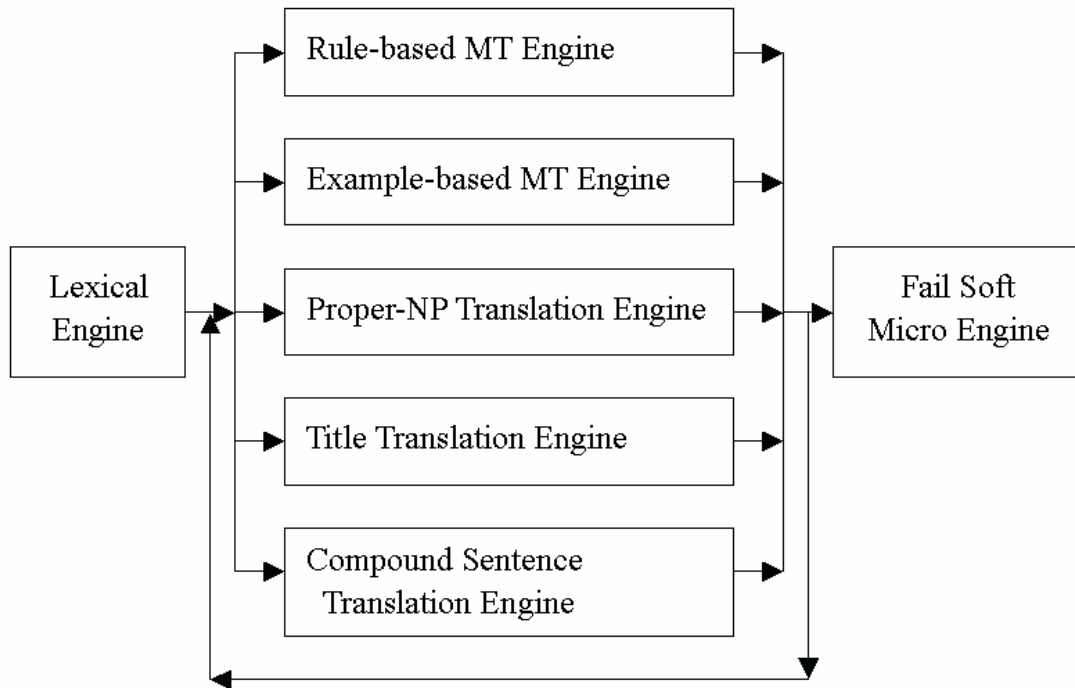 Rule-based MT Engine
Example-based MT Engine
Lexical
Engine
Proper-NP Translation Engine
Fail Soft
Micro Engine
Title Translation Engine
Compound Sentence
Translation Engine